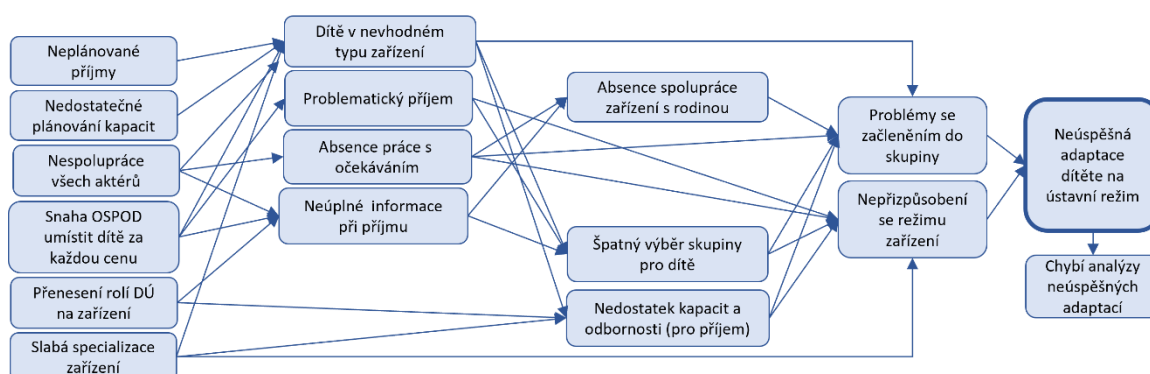 Neplánované
příjmy
Nedostatečné
plánování kapacit
Nespolupráce
všech aktérů
Snaha OSPOD
umístit dítě za
každou cenu
Přenesení rolí DÚ
na zařízení
Slabá specializace
zařízení
Dítě v nevhodném
typu zařízení
Problematický příjem
Absence práce s
očekáváním
Neúplné informace
při příjmu
Absence spolupráce
zařízení s rodinou
Špatný výběr skupiny
pro dítě
Nedostatek kapacit a
odbornosti (pro příjem)
Problémy se
začleněním do
skupiny
Nepřizpůsobení
se režimu
zařízení
Neúspěšná
adaptace
dítěte na
ústavní režim
Chybí analýzy
neúspěšných
adaptací